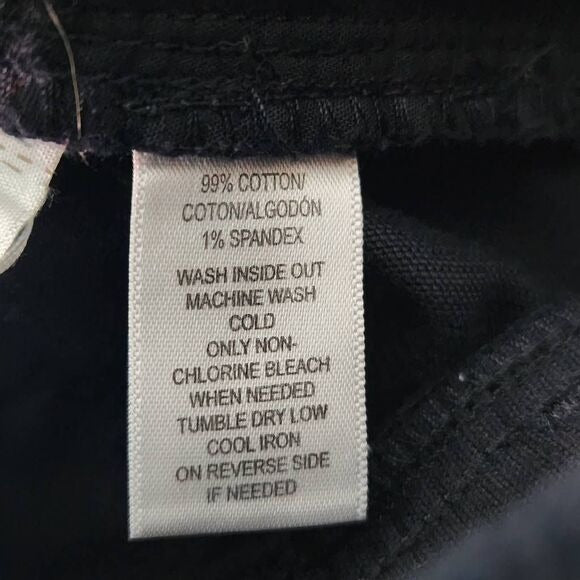 99% COTTON/
COTON/ALGODÓN
1% SPANDEX
WASH INSIDE OUT
MACHINE WASH
COLD
ONLY NON-
CHLORINE BLEACH
WHEN NEEDED
TUMBLE DRY LOW
COOL IRON
ON REVERSE SIDE
IF NEEDED